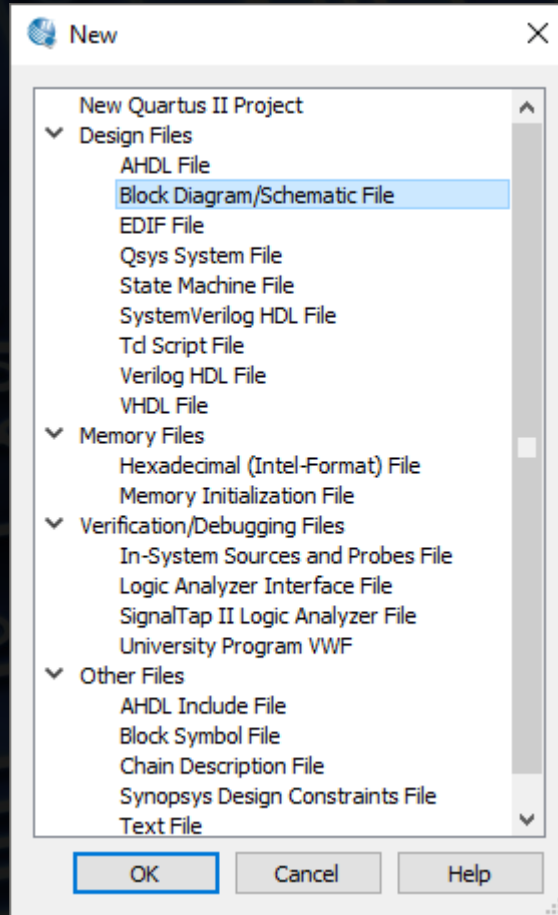 New
New Quartus II Project
Design Files
AHDL File
Block Diagram/Schematic File
EDIF File
Qsys System File
State Machine File
SystemVerilog HDL File
Tcl Script File
Verilog HDL File
VHDL File
Memory Files
Hexadecimal (Intel-Format) File
Memory Initialization File
Verification/Debugging Files
In-System Sources and Probes File
Logic Analyzer Interface File
SignalTap II Logic Analyzer File
University Program VWF
Other Files
AHDL Include File
Block Symbol File
Chain Description File
Synopsys Design Constraints File
Text File
OK Cancel Help